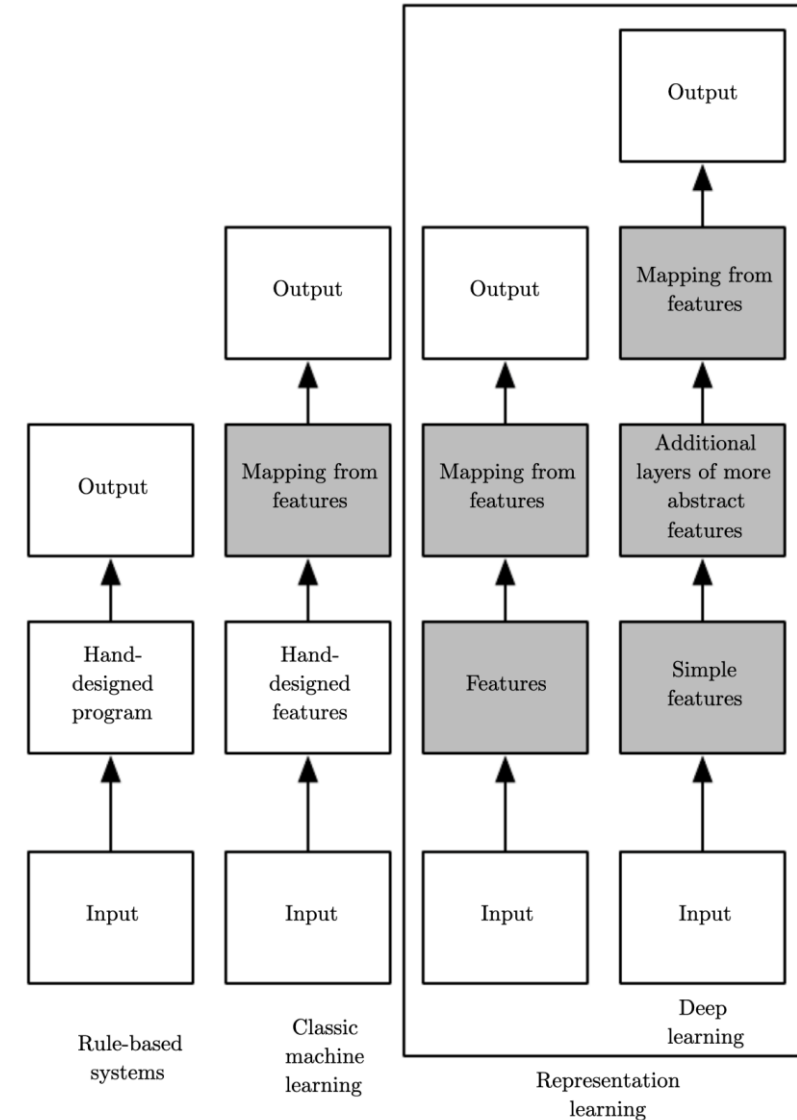 Output
Hand-
designed
program
Input
Rule-based
systems
Output
Mapping from
features
Hand-
designed
features
Input
Classic
machine
learning
Output
Mapping from
features
Features
Input
Output
Mapping from
features
Additional
layers of more
abstract
features
Simple
features
Input
Deep
learning
Representation
learning